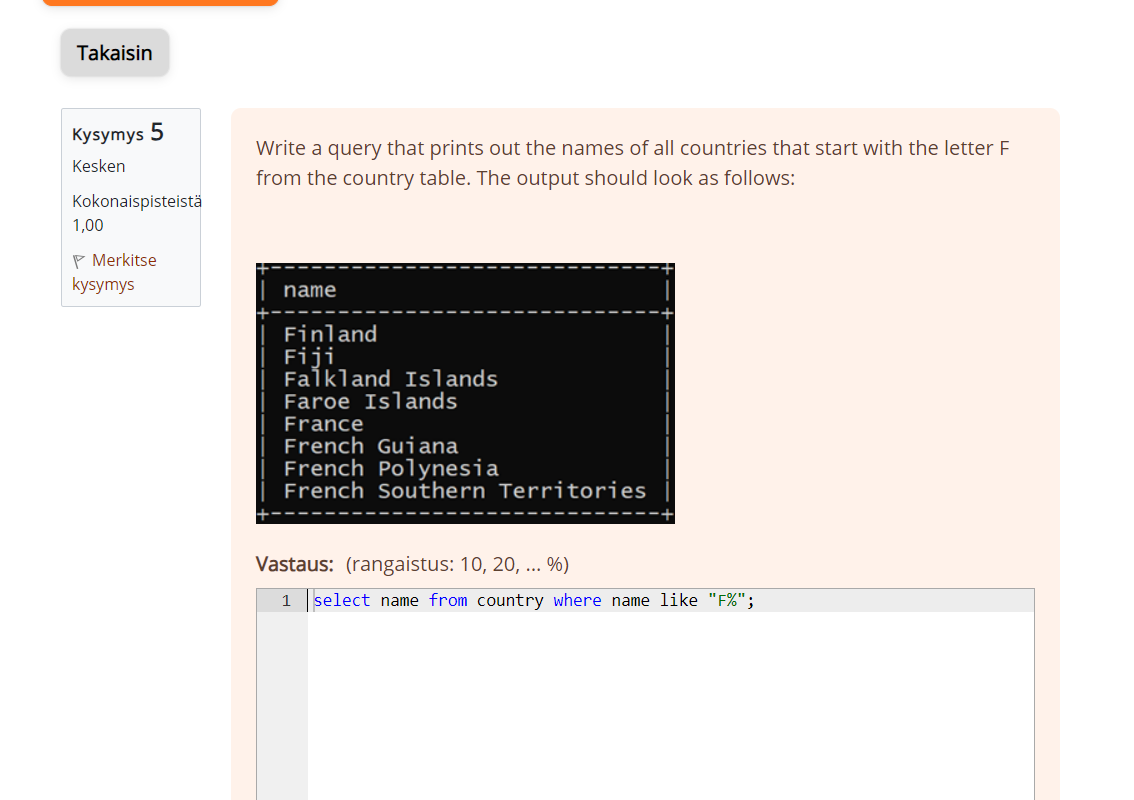 Takaisin
Kysymys 5
Kesken
Kokonaispisteistä
1,00
Merkitse
kysymys
Write a query that prints out the names of all countries that start with the letter F
from the country table. The output should look as follows:
+-----------------------------+
| name |
+-----------------------------+
| Finland |
| Fiji |
| Falkland Islands |
| Faroe Islands |
| France |
| French Guiana |
| French Polynesia |
| French Southern Territories |
+-----------------------------+
Vastaus: (rangaistus: 10, 20, ... %)
1 select name from country where name like "F%";